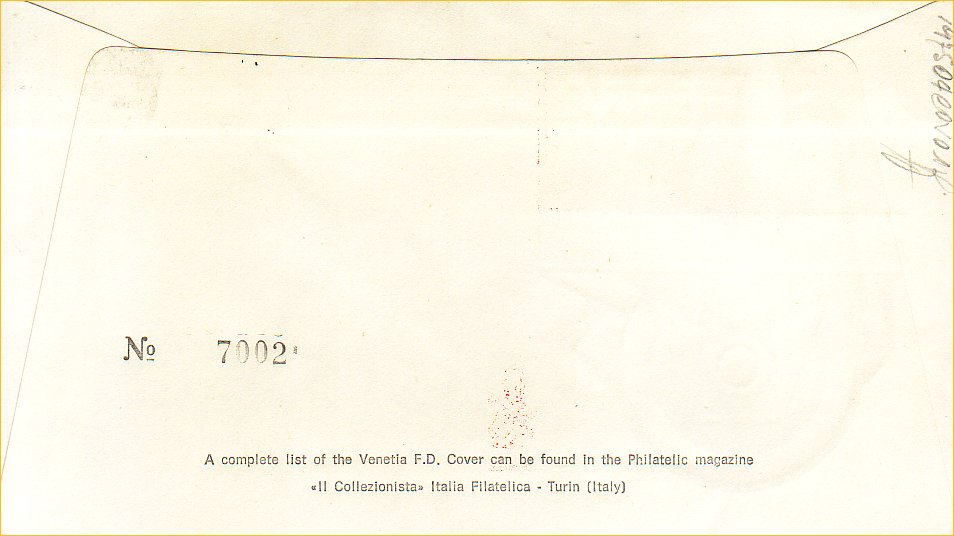 No 7002
A complete list of the Venetia F.D. Cover can be found in the Philatelic magazine
«Il Collezionista» Italia Filatelica - Turin (Italy)